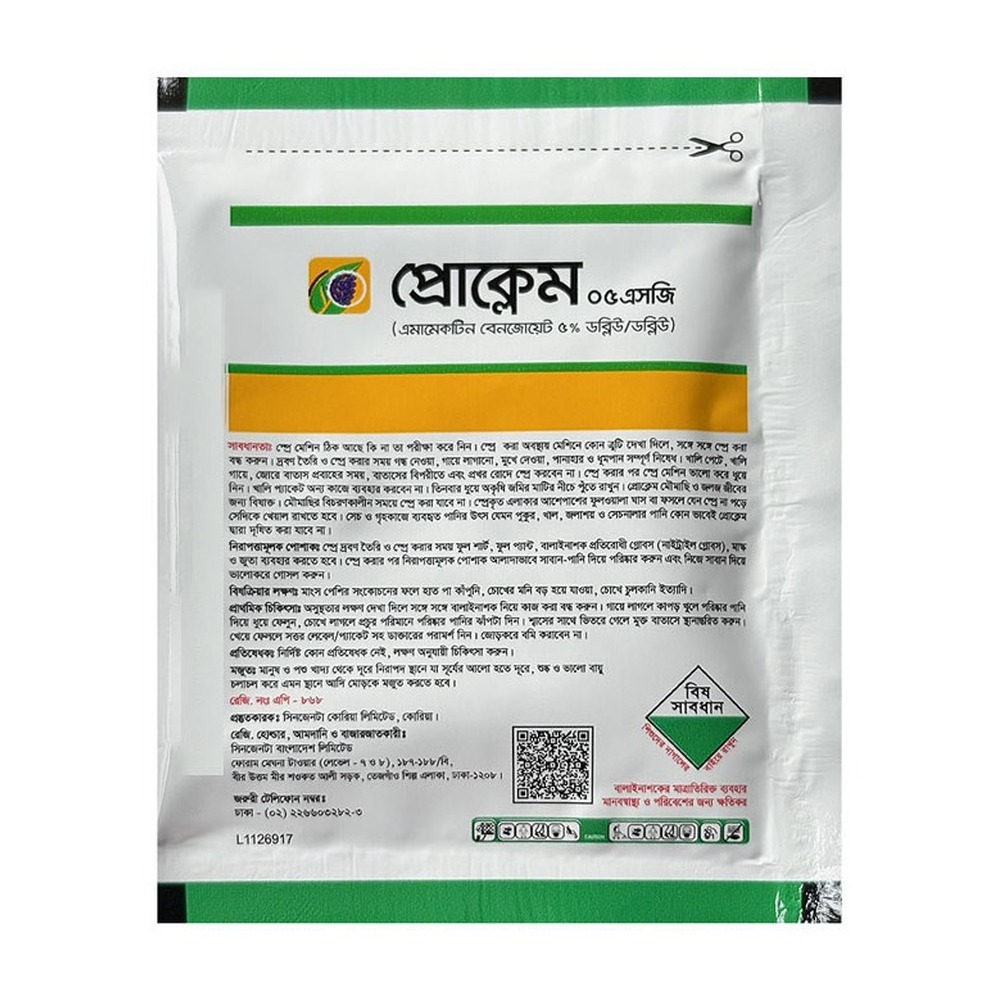 প্রোক্লেম ০৫এসজি
(এমামেকটিন বেনজোয়েট ৫% ডব্লিউ/ডব্লিউ)
সাবধানতাঃ স্প্রে মেশিন ঠিক আছে কি না তা পরীক্ষা করে নিন। স্প্রে করা অবস্থায় মেশিনে কোন ত্রুটি দেখা দিলে, সঙ্গে সঙ্গে স্প্রে করা
বন্ধ করুন। দ্রবণ তৈরি ও স্প্রে করার সময় গন্ধ নেওয়া, গায়ে লাগানো, মুখে দেওয়া, পানাহার ও ধূমপান সম্পূর্ণ নিষেধ। খালি পেটে, খালি
গায়ে, জোরে বাতাস প্রবাহের সময়, বাতাসের বিপরীতে এবং প্রখর রোদে স্প্রে করবেন না। স্প্রে করার পর স্প্রে মেশিন ভালো করে ধুয়ে
নিন। খালি প্যাকেট অন্য কাজে ব্যবহার করবেন না। তিনবার ধুয়ে অকৃষি জমির মাটির নীচে পুঁতে রাখুন। প্রোক্লেম মৌমাছি ও জলজ জীবের
জন্য বিষাক্ত। মৌমাছির বিচরণকালীন সময়ে স্প্রে করা যাবে না। স্প্রেকৃত এলাকার আশেপাশের ফুলওয়ালা ঘাস বা ফসলে যেন স্প্রে না পড়ে
সেদিকে খেয়াল রাখতে হবে। সেচ ও গৃহকাজে ব্যবহৃত পানির উৎস যেমন পুকুর, খাল, জলাশয় ও সেচনালার পানি কোন ভাবেই প্রোক্লেম
দ্বারা দূষিত করা যাবে না।
নিরাপত্তামূলক পোশাকঃ স্প্রে দ্রবণ তৈরি ও স্প্রে করার সময় ফুল শার্ট, ফুল প্যান্ট, বালাইনাশক প্রতিরোধী গ্লোবস (নাইট্রাইল গ্লোবস), মাস্ক
ও জুতা ব্যবহার করতে হবে। স্প্রে করার পর নিরাপত্তামূলক পোশাক আলাদাভাবে সাবান-পানি দিয়ে পরিষ্কার করুন এবং নিজে সাবান দিয়ে
ভালোকরে গোসল করুন।
বিষক্রিয়ার লক্ষণঃ মাংস পেশির সংকোচনের ফলে হাত পা কাঁপুনি, চোখের মনি বড় হয়ে যাওয়া, চোখে চুলকানি ইত্যাদি।
প্রাথমিক চিকিৎসাঃ অসুস্থতার লক্ষণ দেখা দিলে সঙ্গে সঙ্গে বালাইনাশক নিয়ে কাজ করা বন্ধ করুন। গায়ে লাগলে কাপড় খুলে পরিষ্কার পানি
দিয়ে ধুয়ে ফেলুন, চোখে লাগলে প্রচুর পরিমানে পরিষ্কার পানির ঝাঁপটা দিন। শ্বাসের সাথে ভিতরে গেলে মুক্ত বাতাসে স্থানান্তরিত করুন।
খেয়ে ফেললে সত্তর লেবেল/প্যাকেট সহ ডাক্তারের পরামর্শ নিন। জোড়করে বমি করাবেন না।
প্রতিষেধকঃ নির্দিষ্ট কোন প্রতিষেধক নেই, লক্ষণ অনুযায়ী চিকিৎসা করুন।
মজুতঃ মানুষ ও পশু খাদ্য থেকে দূরে নিরাপদ স্থানে যা সূর্যের আলো হতে দূরে, শুষ্ক ও ভালো বায়ু
চলাচল করে এমন স্থানে আদি মোড়কে মজুত করতে হবে।
রেজি. নংঃ এপি - ৮৬৮
প্রস্তুতকারকঃ সিনজেনটা কোরিয়া লিমিটেড, কোরিয়া।
রেজি. হোল্ডার, আমদানি ও বাজারজাতকারীঃ
সিনজেনটা বাংলাদেশ লিমিটেড
ফোরাম মেঘনা টাওয়ার (লেভেল - ৭ ও ৮), ১৮৭-১৮৮/বি,
বীর উত্তম মীর শওকত আলী সড়ক, তেজগাঁও শিল্প এলাকা, ঢাকা-১২০৮।
জরুরী টেলিফোন নম্বরঃ
ঢাকা - (০২) ২২৬৬০৩২৮২-৩
L1126917
বিষ
সাবধান
শিশুদের নাগালের
বাইরে রাখুন
বালাইনাশকের মাত্রাতিরিক্ত ব্যবহার
মানবস্বাস্থ্য ও পরিবেশের জন্য ক্ষতিকর
CAUTION